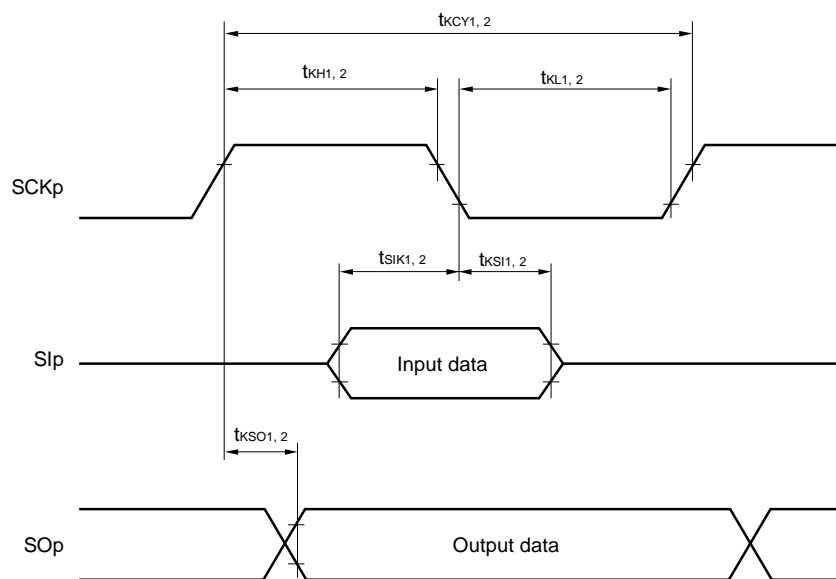 tKCY1, 2
tKH1, 2
tKL1, 2
SCKp
tSIK1, 2
tKSI1, 2
SIp
Input data
tKSO1, 2
SOp
Output data